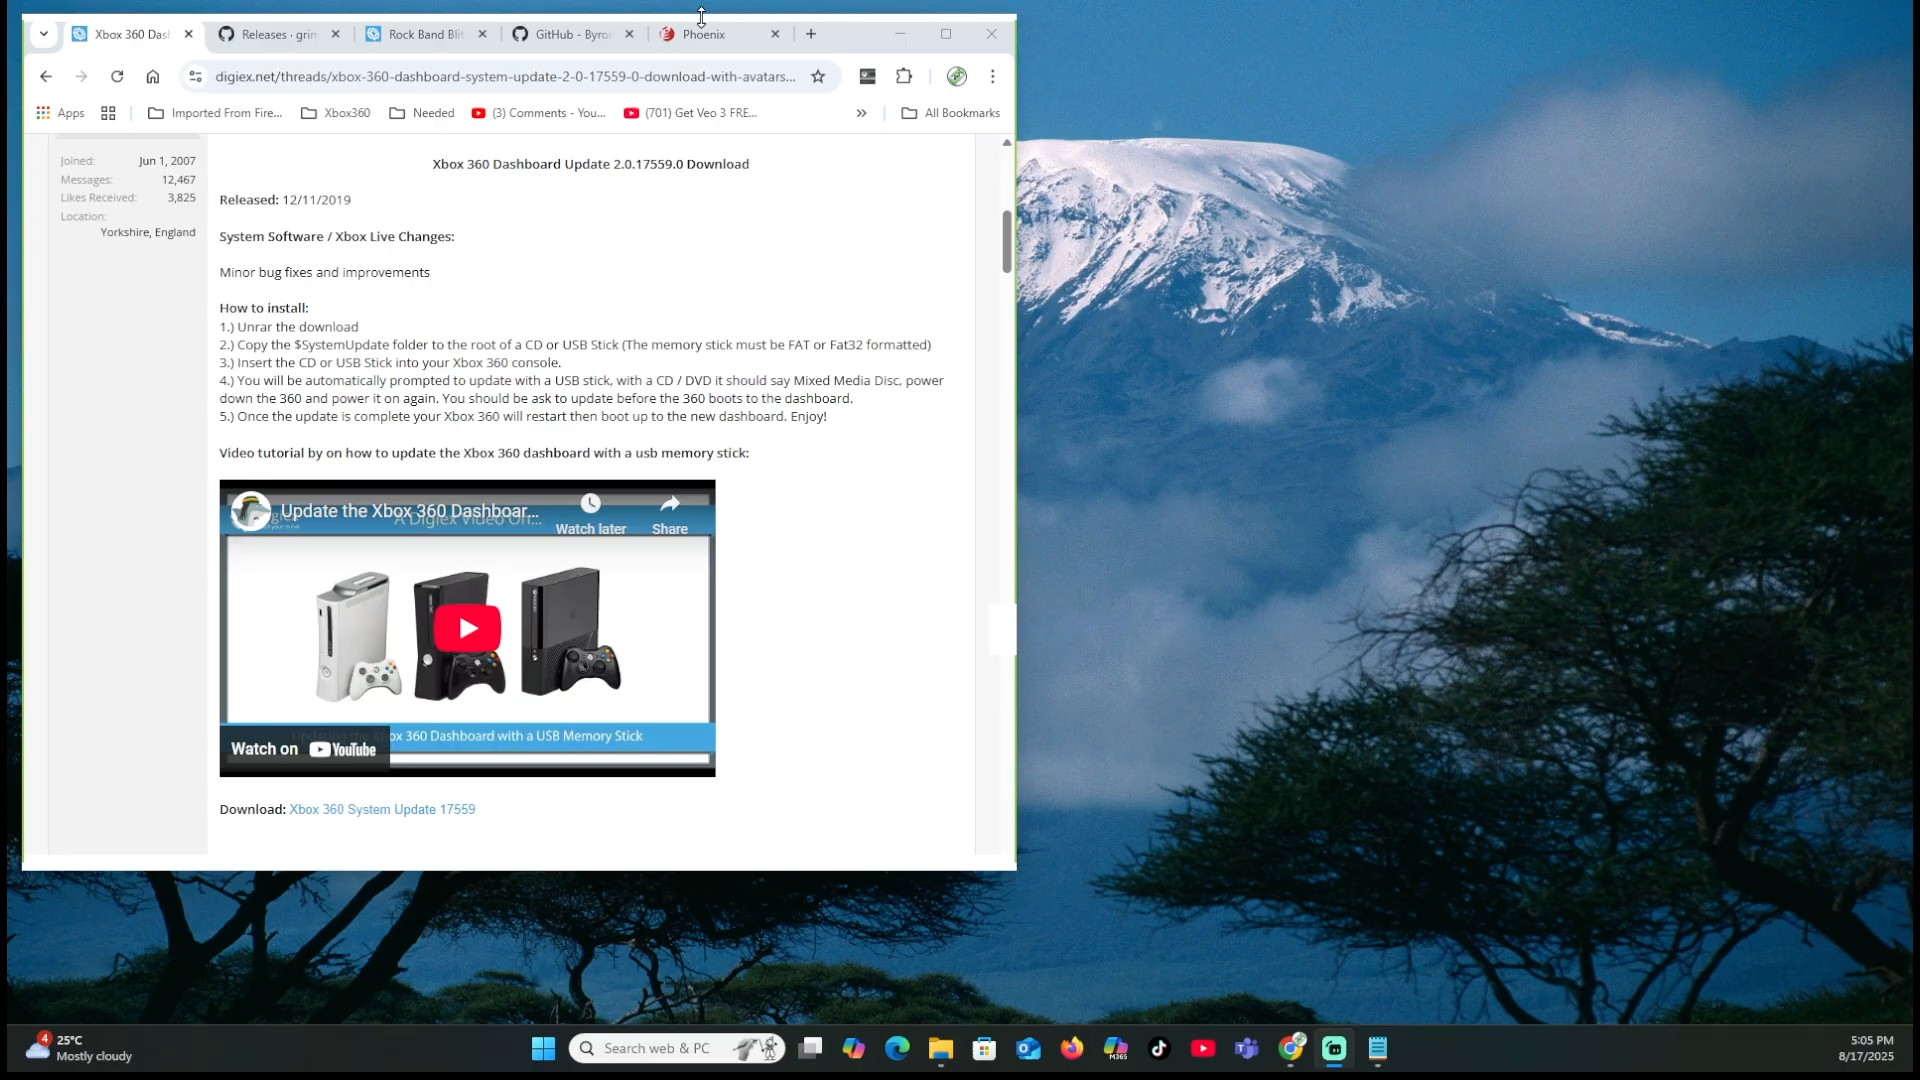 Xbox 360 Das
Releases · grim
Rock Band Blit
GitHub - Byro
Phoenix
digiex.net/threads/xbox-360-dashboard-system-update-2-0-17559-0-download-with-avatars...
Apps
Imported From Fire...
Xbox360
Needed
(3) Comments - You...
(701) Get Veo 3 FRE...
»
All Bookmarks
Joined: Jun 1, 2007
Messages: 12,467
Likes Received: 3,825
Location:
Yorkshire, England
Xbox 360 Dashboard Update 2.0.17559.0 Download
Released: 12/11/2019
System Software / Xbox Live Changes:
Minor bug fixes and improvements
How to install:
1.) Unrar the download
2.) Copy the $SystemUpdate folder to the root of a CD or USB Stick (The memory stick must be FAT or Fat32 formatted)
3.) Insert the CD or USB Stick into your Xbox 360 console.
4.) You will be automatically prompted to update with a USB stick, with a CD / DVD it should say Mixed Media Disc, power
down the 360 and power it on again. You should be ask to update before the 360 boots to the dashboard.
5.) Once the update is complete your Xbox 360 will restart then boot up to the new dashboard. Enjoy!
Video tutorial by on how to update the Xbox 360 dashboard with a usb memory stick:
Update the Xbox 360 Dashboar...
A Digiex Video On...
Watch later
Share
Watch on YouTube
360 Dashboard with a USB Memory Stick
Download: Xbox 360 System Update 17559
4
25°C
Mostly cloudy
Search web & PC
M365
5:05 PM
8/17/2025